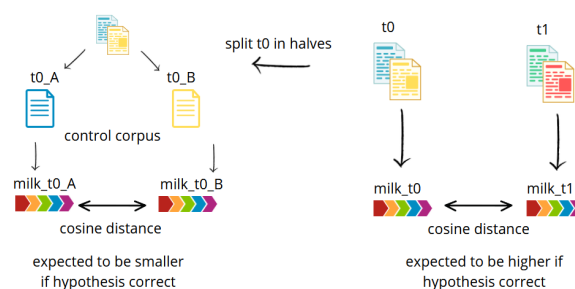 t0
t1
split t0 in halves
t0_A
t0_B
control corpus
milk_t0_A
milk_t0_B
milk_t0
milk_t1
cosine distance
cosine distance
expected to be smaller
if hypothesis correct
expected to be higher if
hypothesis correct